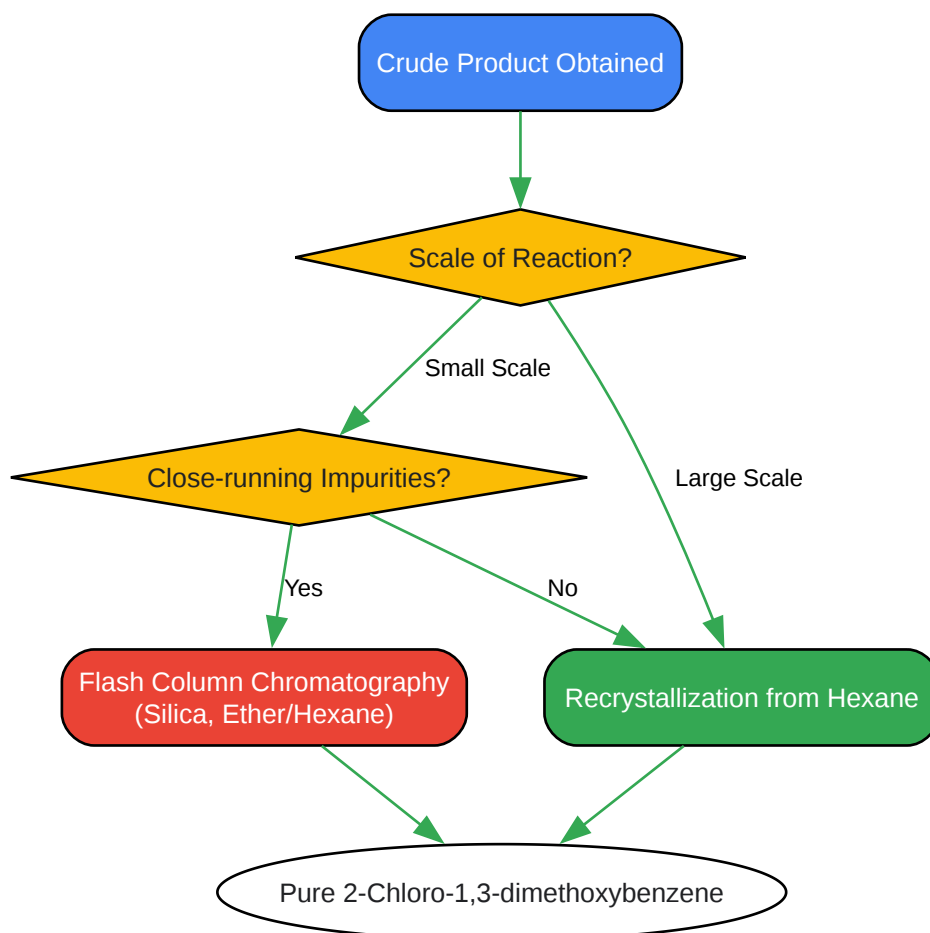 Crude Product Obtained
Scale of Reaction?
Small Scale
Close-running Impurities?
Large Scale
Yes
No
Flash Column Chromatography
(Silica, Ether/Hexane)
Recrystallization from Hexane
Pure 2-Chloro-1,3-dimethoxybenzene